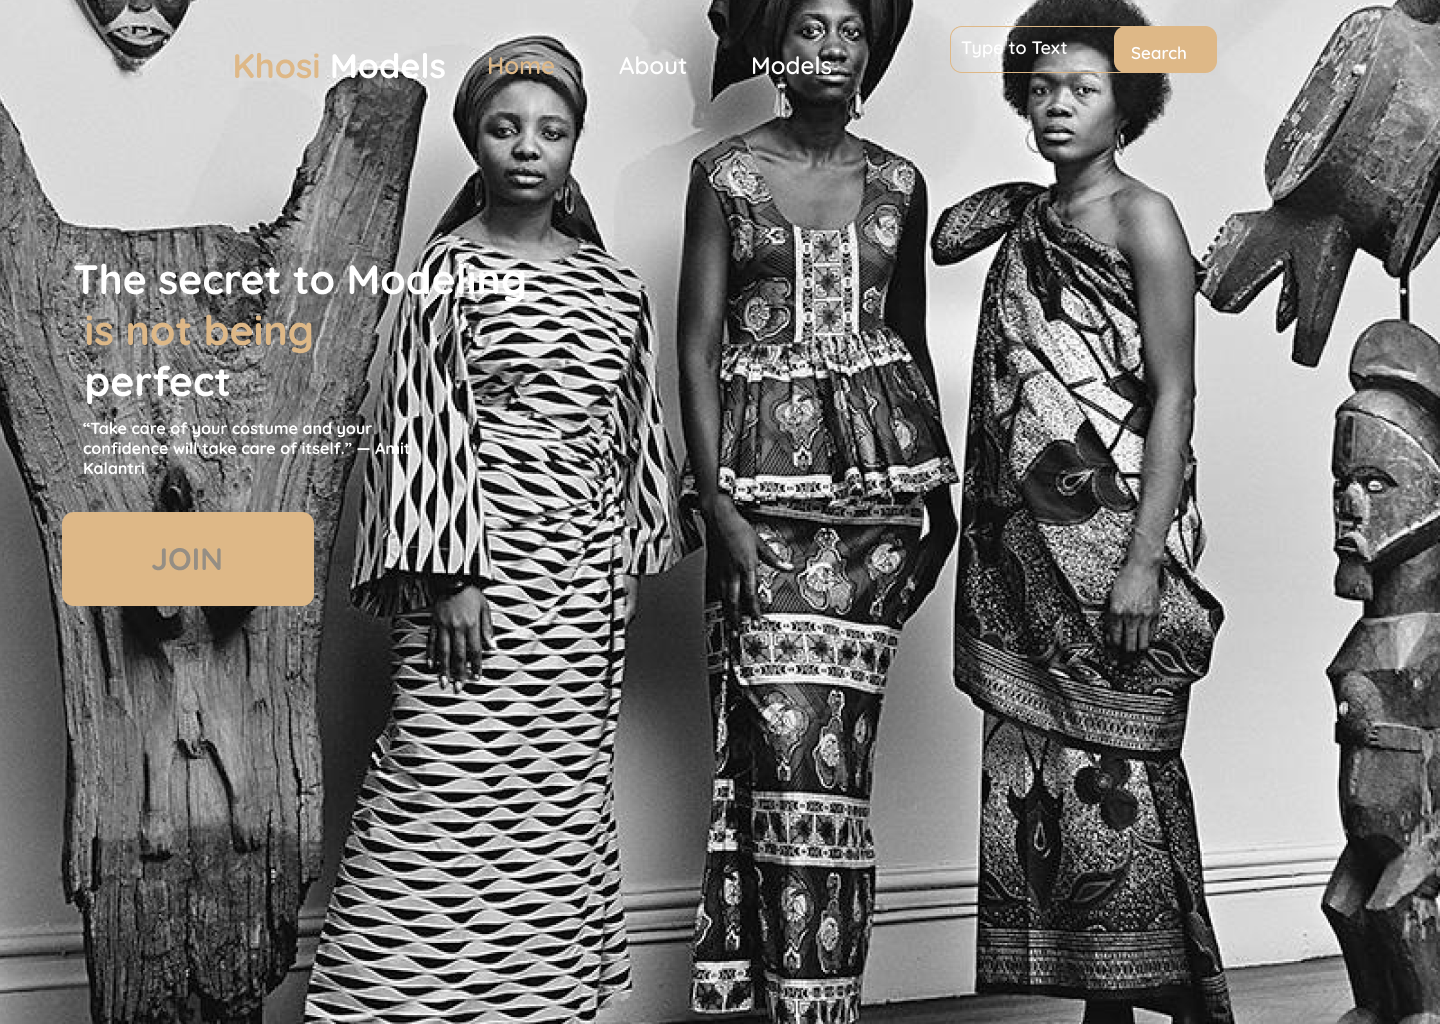 Khosi Models
Home
About
Models
Type to Text
Search
The secret to Modeling
is not being
perfect
“Take care of your costume and your
confidence will take care of itself.” — Amit
Kalantri
JOIN